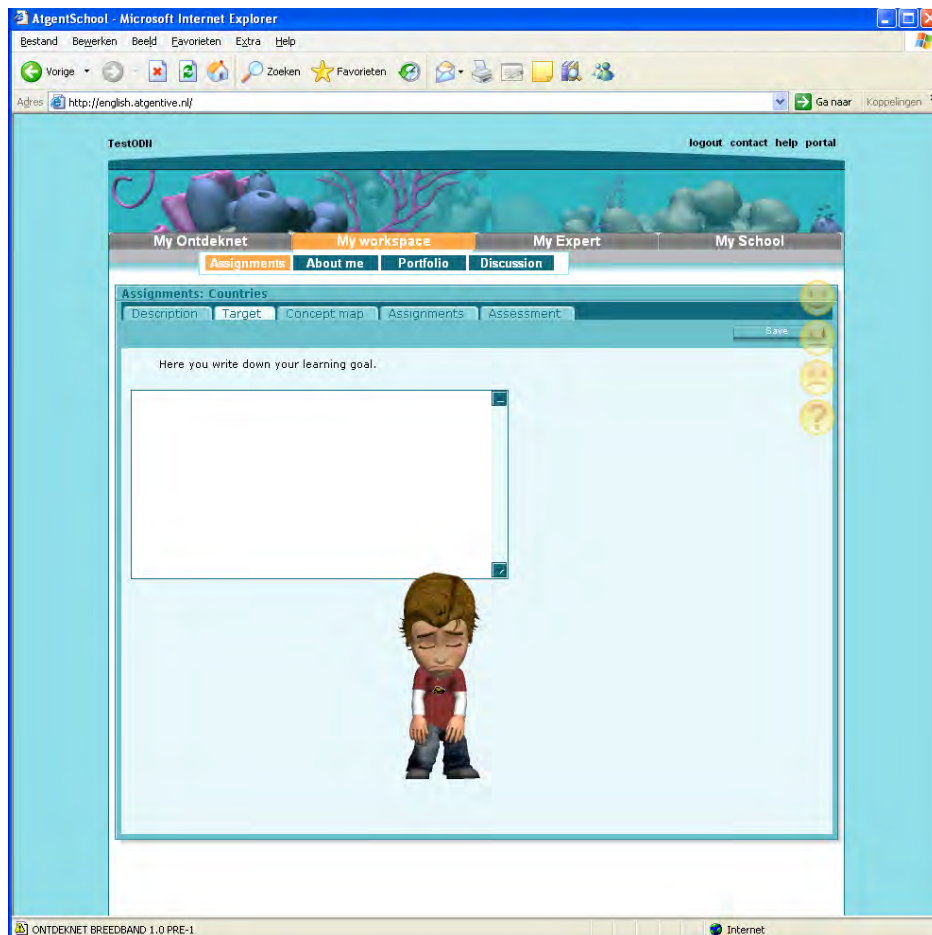 AtgentSchool - Microsoft Internet Explorer
Bestand Bewerken Beeld Favorieten Extra Help
Vorige Zoeken Favorieten
Adres http://english.atgentive.nl/ Ga naar Koppelingen
TestODN logout contact help portal
My Ontdeknet My workspace My Expert My School
Assignments About me Portfolio Discussion
Assignments: Countries
Description Target Concept map Assignments Assessment
Save
Here you write down your learning goal.
?
ONTDEKNET BREEDBAND 1.0 PRE-1 Internet